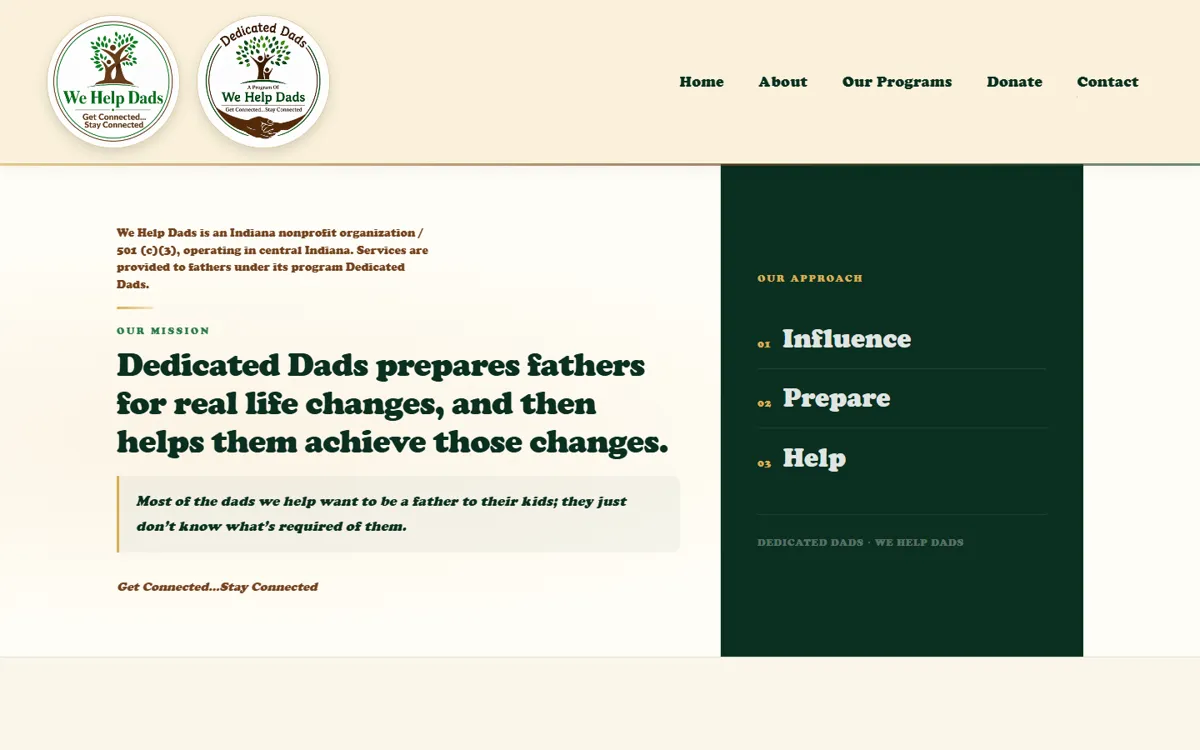 We Help Dads
Get Connected...
Stay Connected
Dedicated Dads
A Program Of
We Help Dads
Get Connected...Stay Connected
Home
About
Our Programs
Donate
Contact
We Help Dads is an Indiana nonprofit organization /
501 (c)(3), operating in central Indiana. Services are
provided to fathers under its program Dedicated
Dads.
OUR MISSION
Dedicated Dads prepares fathers
for real life changes, and then
helps them achieve those changes.
Most of the dads we help want to be a father to their kids; they just
don't know what's required of them.
Get Connected...Stay Connected
OUR APPROACH
01 Influence
02 Prepare
03 Help
DEDICATED DADS · WE HELP DADS